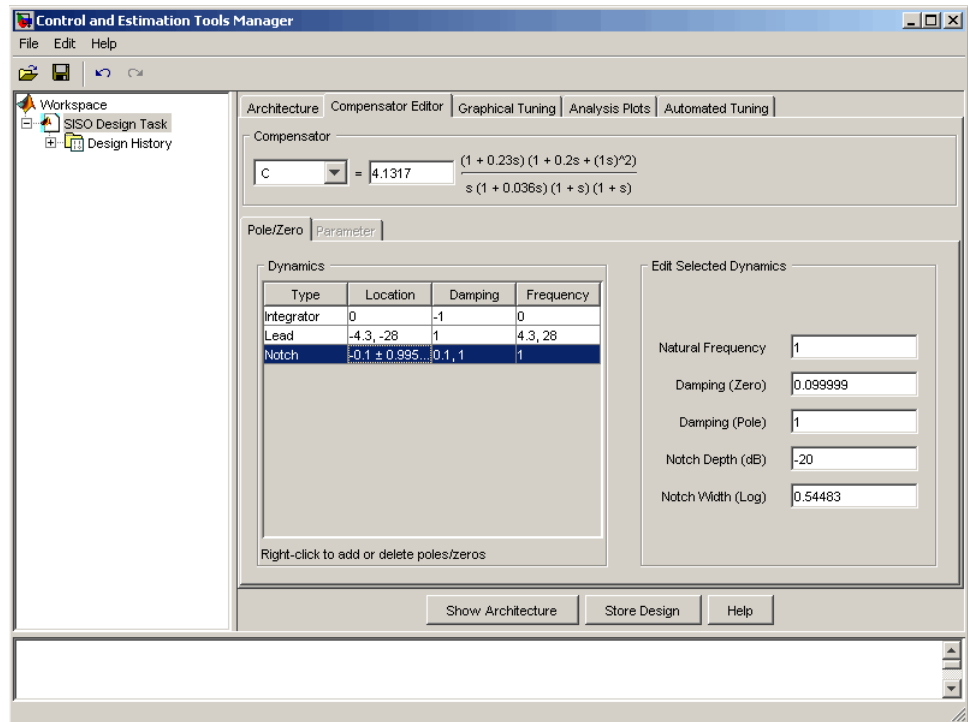 Control and Estimation Tools Manager
File Edit Help
Workspace
SISO Design Task
Design History
Architecture Compensator Editor Graphical Tuning Analysis Plots Automated Tuning
Compensator
C = 4.1317
(1 + 0.23s) (1 + 0.2s + (1s)^2)
s (1 + 0.036s) (1 + s) (1 + s)
Pole/Zero Parameter
Dynamics
Type Location Damping Frequency
Integrator 0 -1 0
Lead -4.3, -28 1 4.3, 28
Notch -0.1 ± 0.995... 0.1, 1 1
Right-click to add or delete poles/zeros
Edit Selected Dynamics
Natural Frequency 1
Damping (Zero) 0.099999
Damping (Pole) 1
Notch Depth (dB) -20
Notch Width (Log) 0.54483
Show Architecture Store Design Help